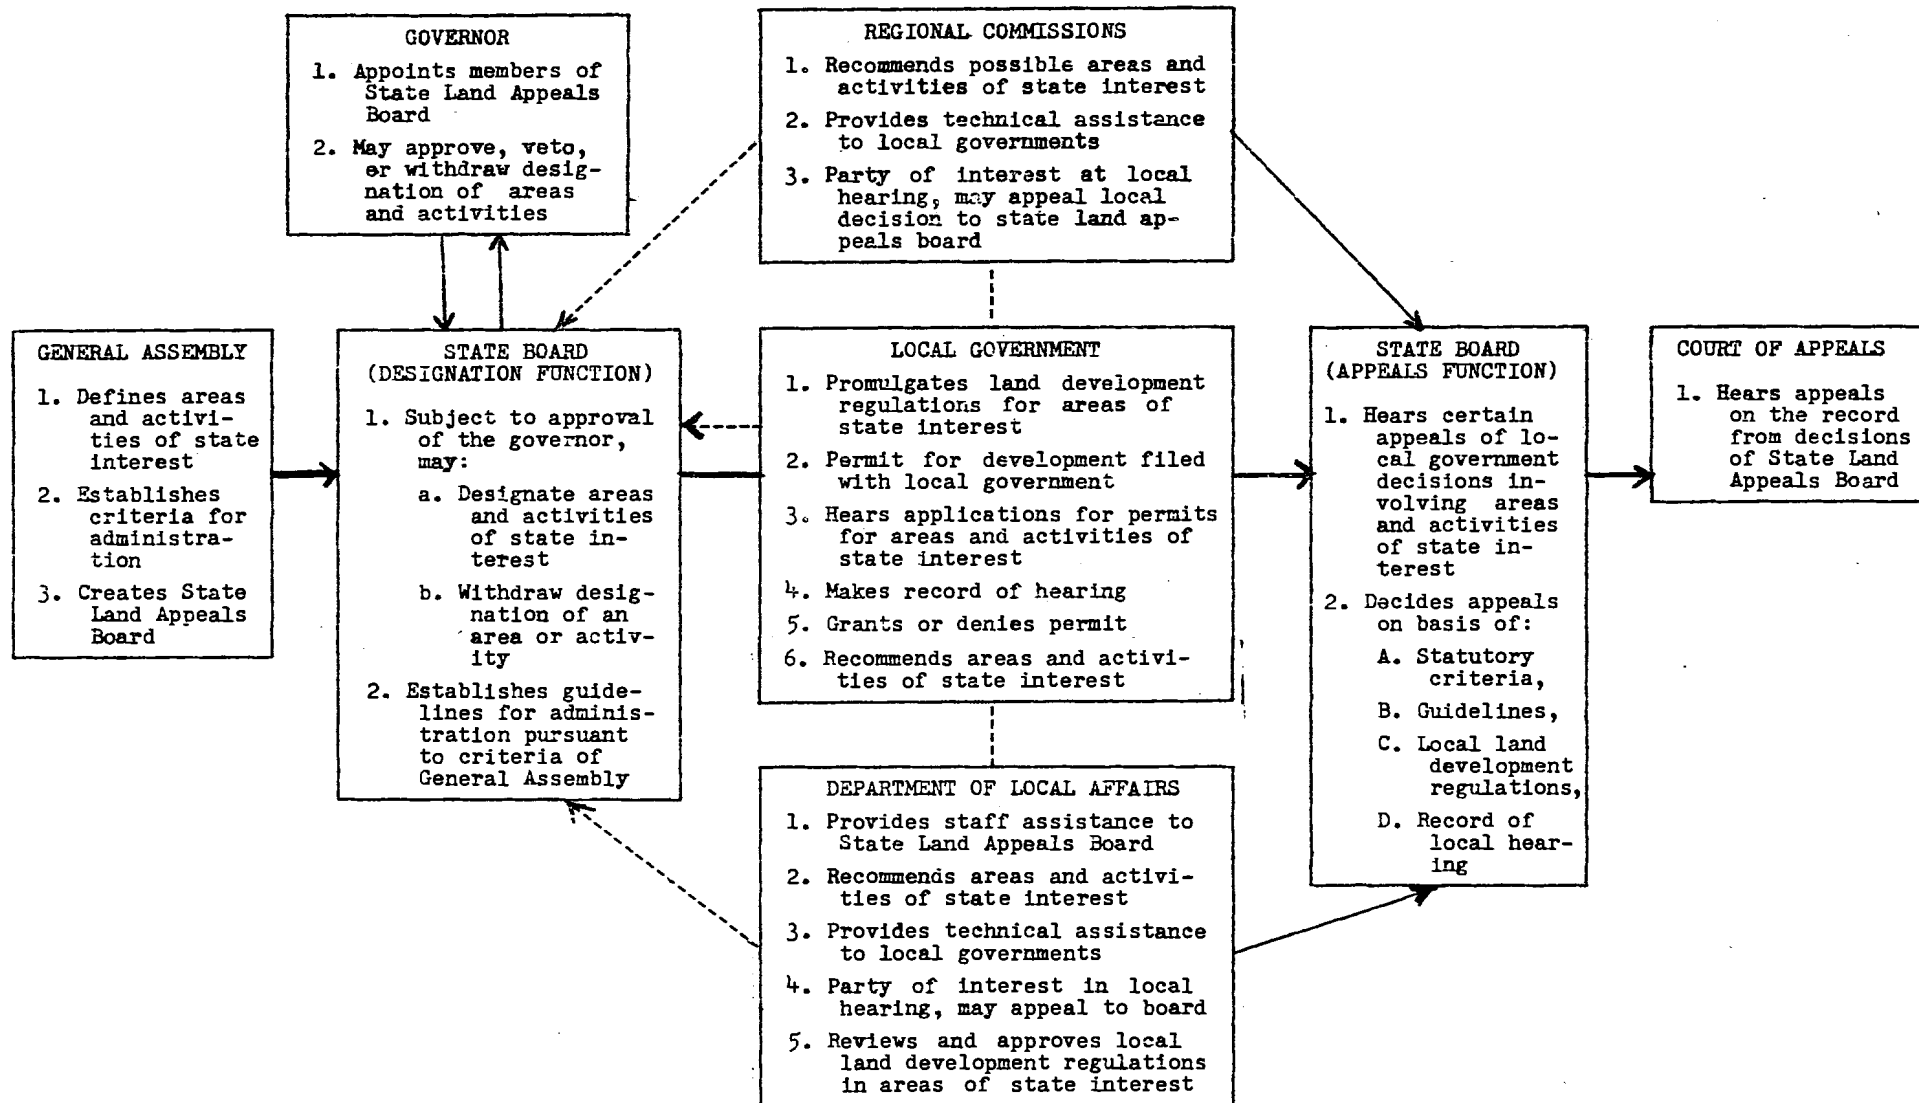 GOVERNOR
1. Appoints members of
State Land Appeals
Board
2. May approve, veto,
er withdraw desig-
nation of areas
and activities
REGIONAL COMMISSIONS
1. Recommends possible areas and
activities of state interest
2. Provides technical assistance
to local governments
3. Party of interest at local
hearing, may appeal local
decision to state land ap-
peals board
GENERAL ASSEMBLY
1. Defines areas
and activi-
ties of state
interest
2. Establishes
criteria for
administra-
tion
3. Creates State
Land Appeals
Board
STATE BOARD
(DESIGNATION FUNCTION)
1. Subject to approval
of the governor,
may:
a. Designate areas
and activities
of state in-
terest
b. Withdraw desig-
nation of an
area or activ-
ity
2. Establishes guide-
lines for adminis-
tration pursuant
to criteria of
General Assembly
LOCAL GOVERNMENT
1. Promulgates land development
regulations for areas of
state interest
2. Permit for development filed
with local government
3. Hears applications for permits
for areas and activities of
state interest
4. Makes record of hearing
5. Grants or denies permit
6. Recommends areas and activi-
ties of state interest
STATE BOARD
(APPEALS FUNCTION)
1. Hears certain
appeals of lo-
cal government
decisions in-
volving areas
and activities
of state in-
terest
2. Decides appeals
on basis of:
A. Statutory
criteria,
B. Guidelines,
C. Local land
development
regulations,
D. Record of
local hear-
ing
COURT OF APPEALS
1. Hears appeals
on the record
from decisions
of State Land
Appeals Board
DEPARTMENT OF LOCAL AFFAIRS
1. Provides staff assistance to
State Land Appeals Board
2. Recommends areas and activi-
ties of state interest
3. Provides technical assistance
to local governments
4. Party of interest in local
hearing, may appeal to board
5. Reviews and approves local
land development regulations
in areas of state interest